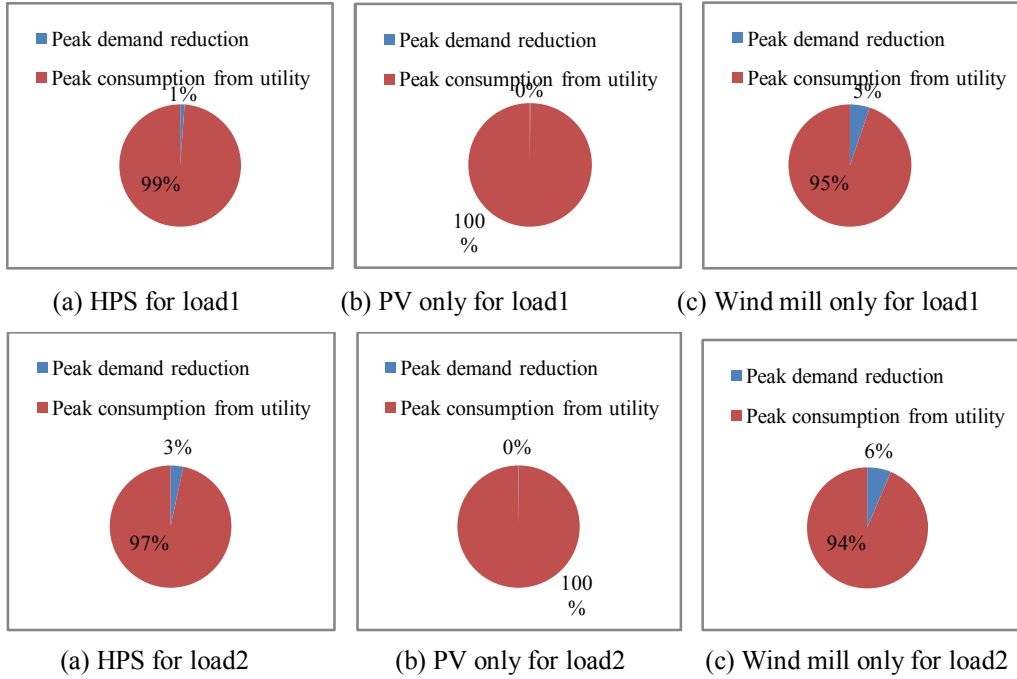 Peak demand reduction
Peak consumption from utility
1%
99%
(a) HPS for load1
Peak demand reduction
Peak consumption from utility
0%
100
%
(b) PV only for load1
Peak demand reduction
Peak consumption from utility
5%
95%
(c) Wind mill only for load1
Peak demand reduction
Peak consumption from utility
3%
97%
(a) HPS for load2
Peak demand reduction
Peak consumption from utility
0%
100
%
(b) PV only for load2
Peak demand reduction
Peak consumption from utility
6%
94%
(c) Wind mill only for load2